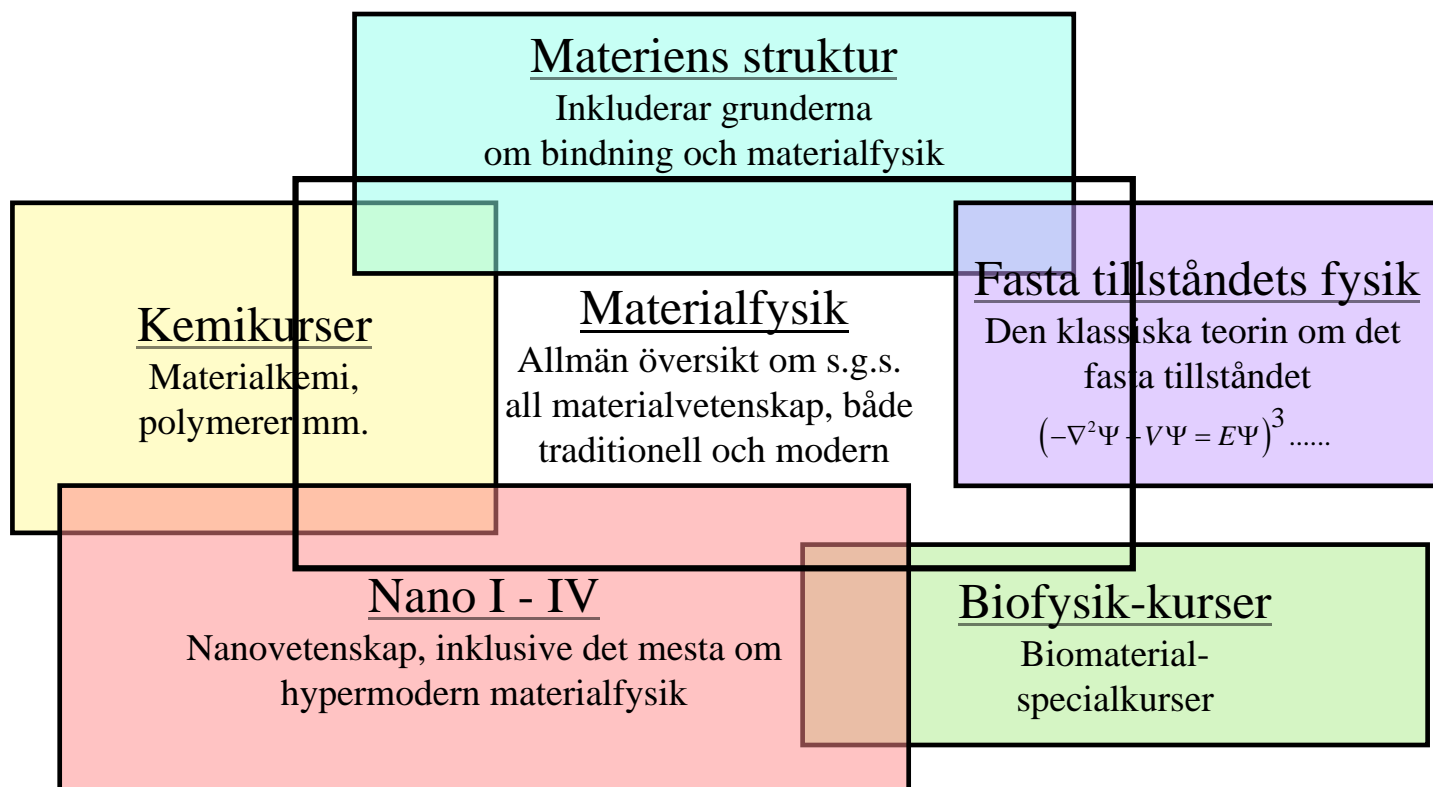 Materiens struktur
Inkluderar grunderna
om bindning och materialfysik
Kemikurser
Materialkemi,
polymerer mm.
Materialfysik
Allmän översikt om s.g.s.
all materialvetenskap, både
traditionell och modern
Fasta tillståndets fysik
Den klassiska teorin om det
fasta tillståndet
(−∇²Ψ + VΨ = EΨ)³ ......
Nano I - IV
Nanovetenskap, inklusive det mesta om
hypermodern materialfysik
Biofysik-kurser
Biomaterial-
specialkurser